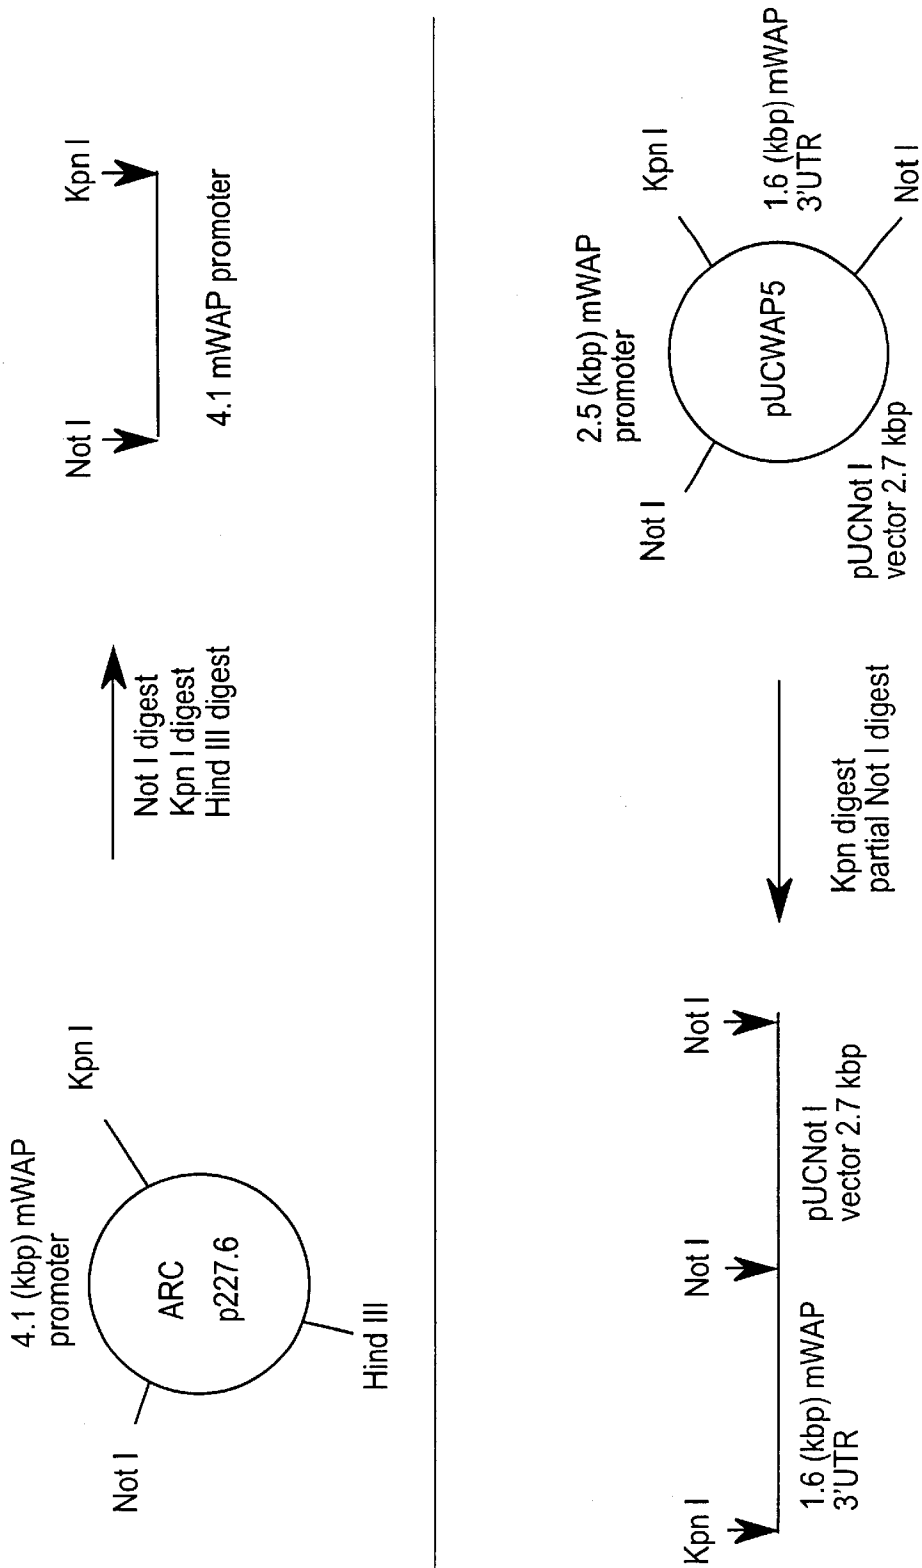 4.1 (kbp) mWAP
promoter
Kpn I
Not I
ARC
p227.6
Hind III
Not I digest
Kpn I digest
Hind III digest
Not I
Kpn I
4.1 mWAP promoter
Kpn I
Not I
Not I
1.6 (kbp) mWAP
3'UTR
pUCNot I
vector 2.7 kbp
Kpn digest
partial Not I digest
2.5 (kbp) mWAP
promoter
Not I
Kpn I
pUCWAP5
1.6 (kbp) mWAP
3'UTR
pUCNot I
vector 2.7 kbp
Not I